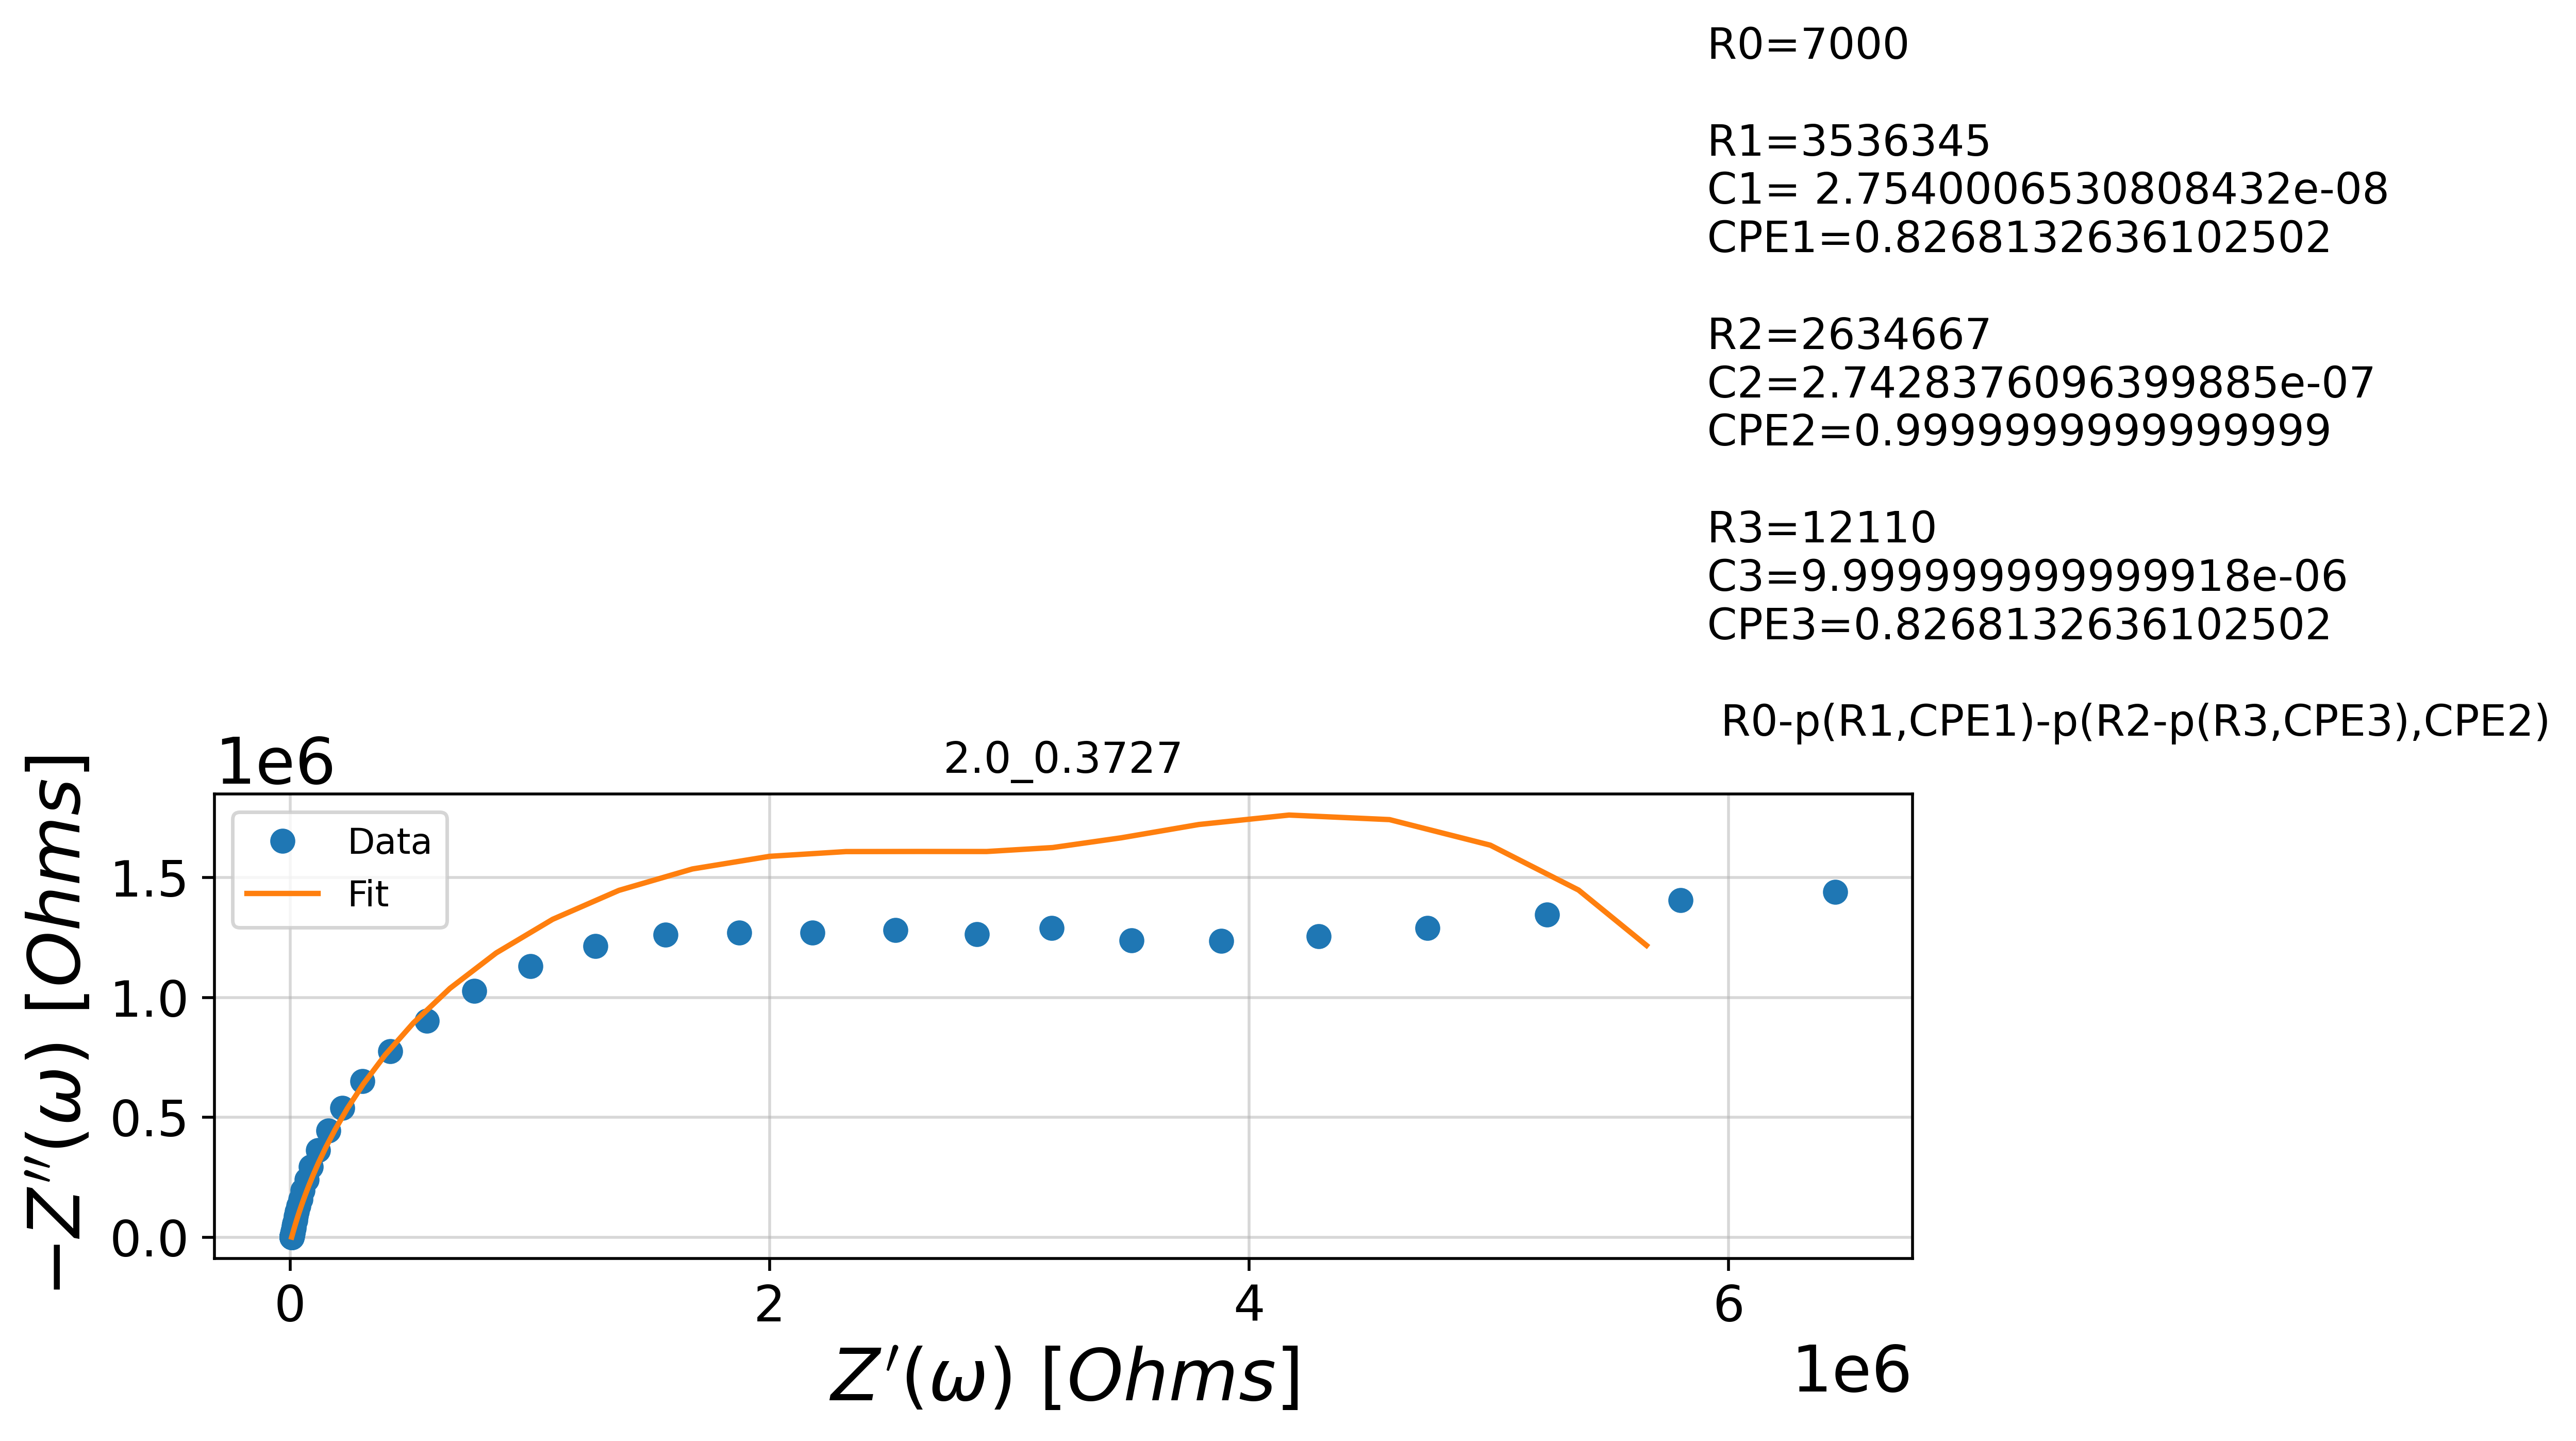 R0=7000
R1=3536345
C1= 2.7540006530808432e-08
CPE1=0.8268132636102502
R2=2634667
C2=2.7428376096399885e-07
CPE2=0.9999999999999999
R3=12110
C3=9.999999999999918e-06
CPE3=0.8268132636102502
R0-p(R1,CPE1)-p(R2-p(R3,CPE3),CPE2)
1e6
2.0_0.3727
Data
Fit
1.5
1.0
0.5
0.0
−Z′′(ω) [Ohms]
0 2 4 6
1e6
Z′(ω) [Ohms]